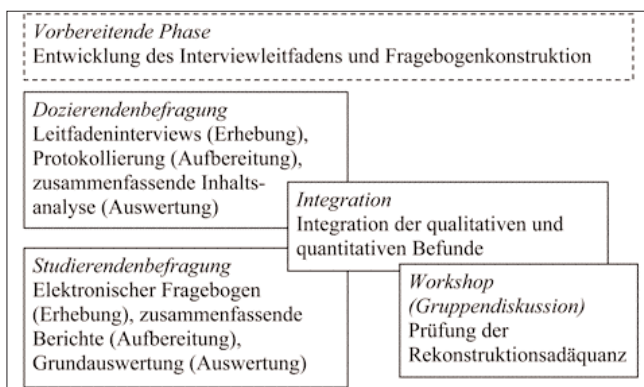 Vorbereitende Phase
Entwicklung des Interviewleitfadens und Fragebogenkonstruktion
Dozierendenbefragung
Leitfadeninterviews (Erhebung),
Protokollierung (Aufbereitung),
zusammenfassende Inhalts-
analyse (Auswertung)
Integration
Integration der qualitativen und
quantitativen Befunde
Studierendenbefragung
Elektronischer Fragebogen
(Erhebung), zusammenfassende
Berichte (Aufbereitung),
Grundauswertung (Auswertung)
Workshop
(Gruppendiskussion)
Prüfung der
Rekonstruktionsadäquanz